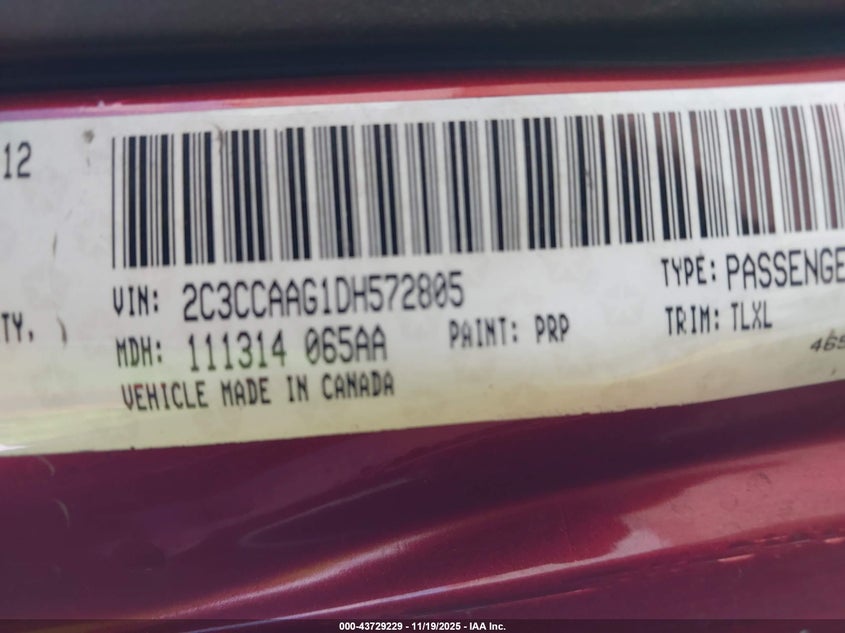 12
VIN: 2C3CCAAG1DH572805
TYPE: PASSENGE
TY.
MDH: 111314 065AA
PAINT: PRP
TRIM: TLXL
465
VEHICLE MADE IN CANADA
000-43729229 - 11/19/2025 - IAA Inc.